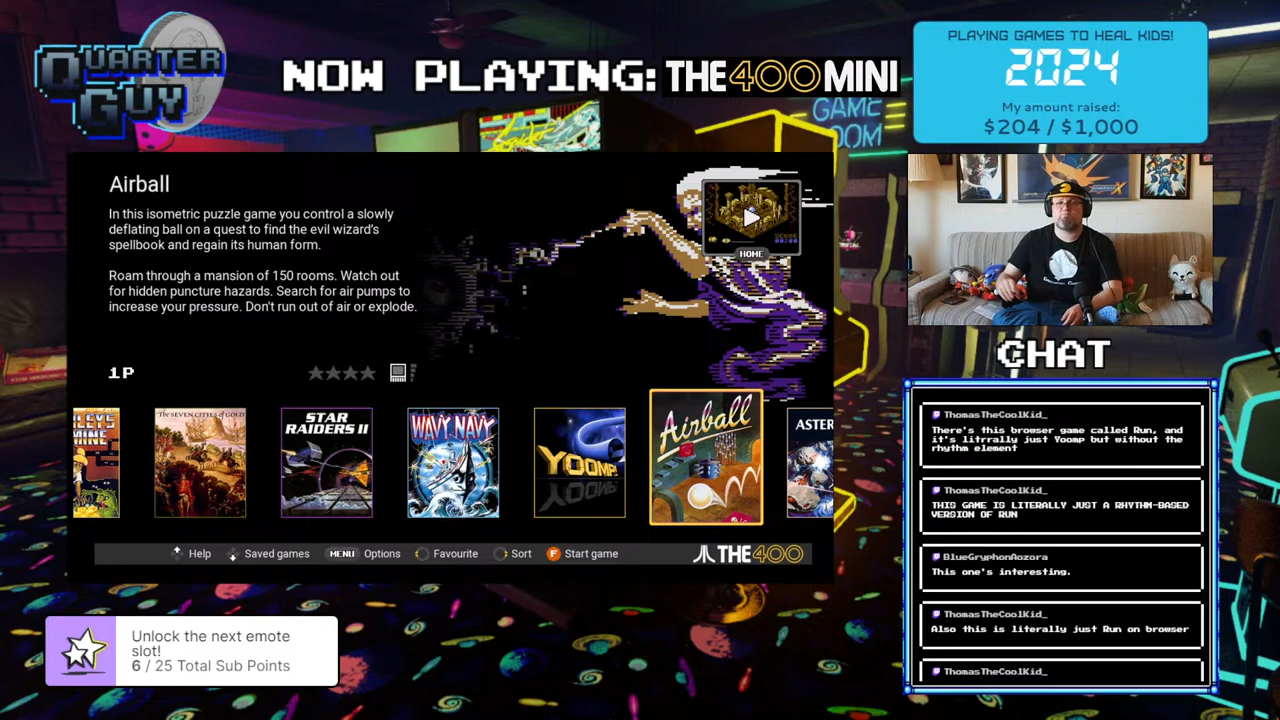 QUARTER
GUY
NOW PLAYING: THE400MINI
PLAYING GAMES TO HEAL KIDS!
2024
My amount raised:
$204 / $1,000
GAME
ROOM
Airball
In this isometric puzzle game you control a slowly
deflating ball on a quest to find the evil wizard's
spellbook and regain its human form.
Roam through a mansion of 150 rooms. Watch out
for hidden puncture hazards. Search for air pumps to
increase your pressure. Don't run out of air or explode.
HOME
1P
THE SEVEN CITIES OF GOLD
STAR
RAIDERS II
WAVY NAVY
YOOMP!
Airball
ASTER
Help
Saved games
MENU Options
Favourite
Sort
F Start game
THE400
CHAT
ThomasTheCoolKid_
There's this browser game called Run, and
it's litrrally just Yoomp but without the
rhythm element
ThomasTheCoolKid_
THIS GAME IS LITERALLY JUST A RHYTHM-BASED
VERSION OF RUN
BlueGryphonAozora
This one's interesting.
ThomasTheCoolKid_
Also this is literally just Run on browser
ThomasTheCoolKid_
Unlock the next emote
slot!
6 / 25 Total Sub Points